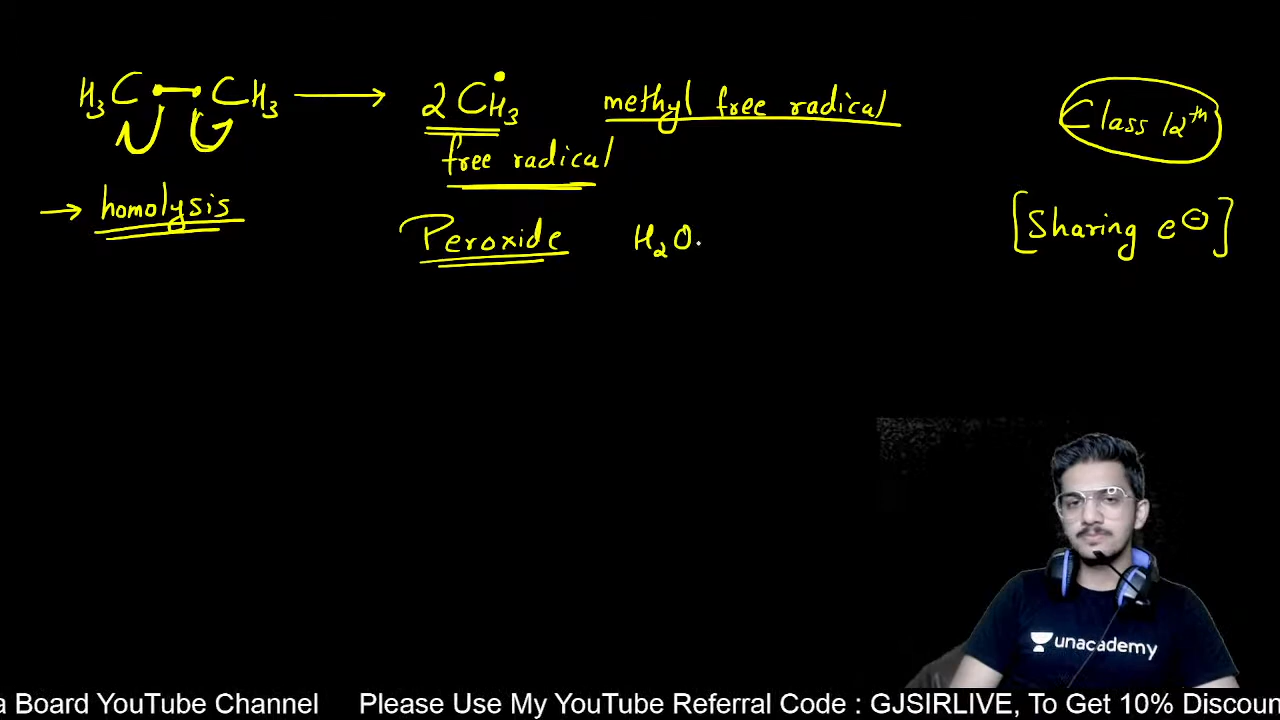 H₃C — CH₃ ⟶ 2ĊH₃ methyl free radical
free radical
Class 12th
→ homolysis
Peroxide H₂O.
[Sharing e⊖]
unacademy
a Board YouTube Channel Please Use My YouTube Referral Code : GJSIRLIVE, To Get 10% Discoun